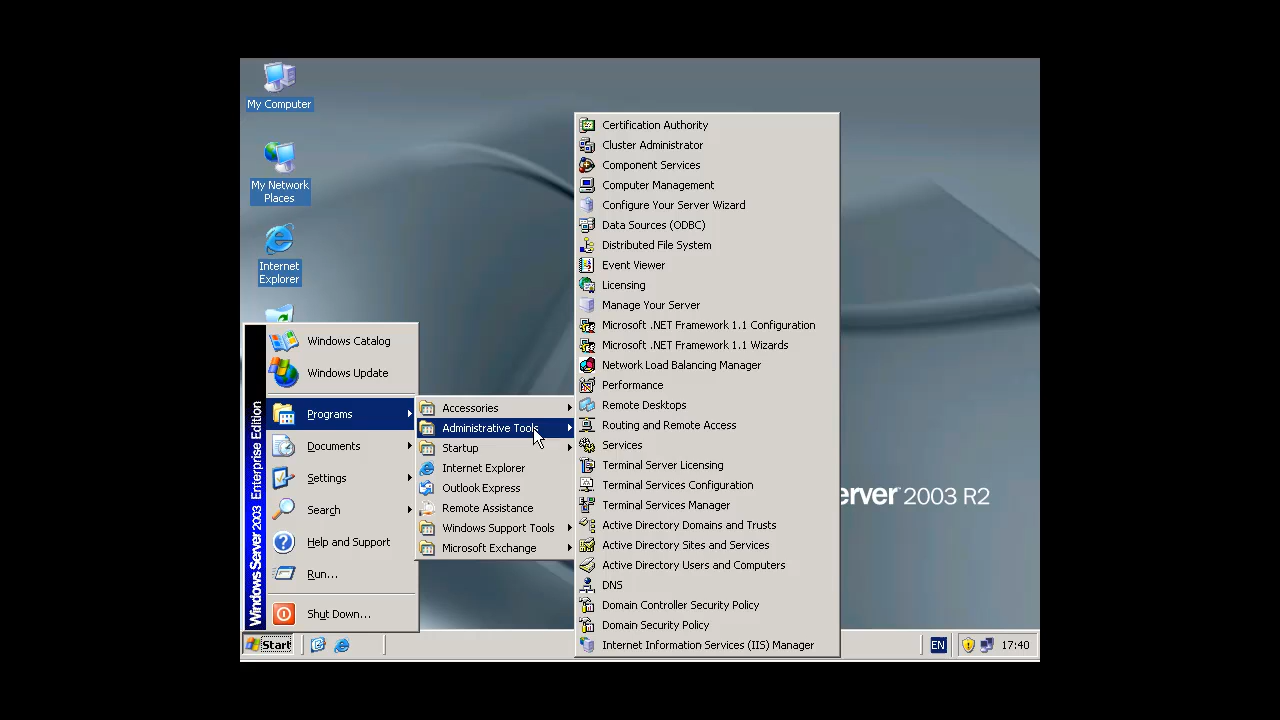 My Computer
My Network
Places
Internet
Explorer
Windows Server 2003 Enterprise Edition
Windows Catalog
Windows Update
Programs
Documents
Settings
Search
Help and Support
Run...
Shut Down...
Accessories
Administrative Tools
Startup
Internet Explorer
Outlook Express
Remote Assistance
Windows Support Tools
Microsoft Exchange
Certification Authority
Cluster Administrator
Component Services
Computer Management
Configure Your Server Wizard
Data Sources (ODBC)
Distributed File System
Event Viewer
Licensing
Manage Your Server
Microsoft .NET Framework 1.1 Configuration
Microsoft .NET Framework 1.1 Wizards
Network Load Balancing Manager
Performance
Remote Desktops
Routing and Remote Access
Services
Terminal Server Licensing
Terminal Services Configuration
Terminal Services Manager
Active Directory Domains and Trusts
Active Directory Sites and Services
Active Directory Users and Computers
DNS
Domain Controller Security Policy
Domain Security Policy
Internet Information Services (IIS) Manager
erver 2003 R2
Start
EN
17:40